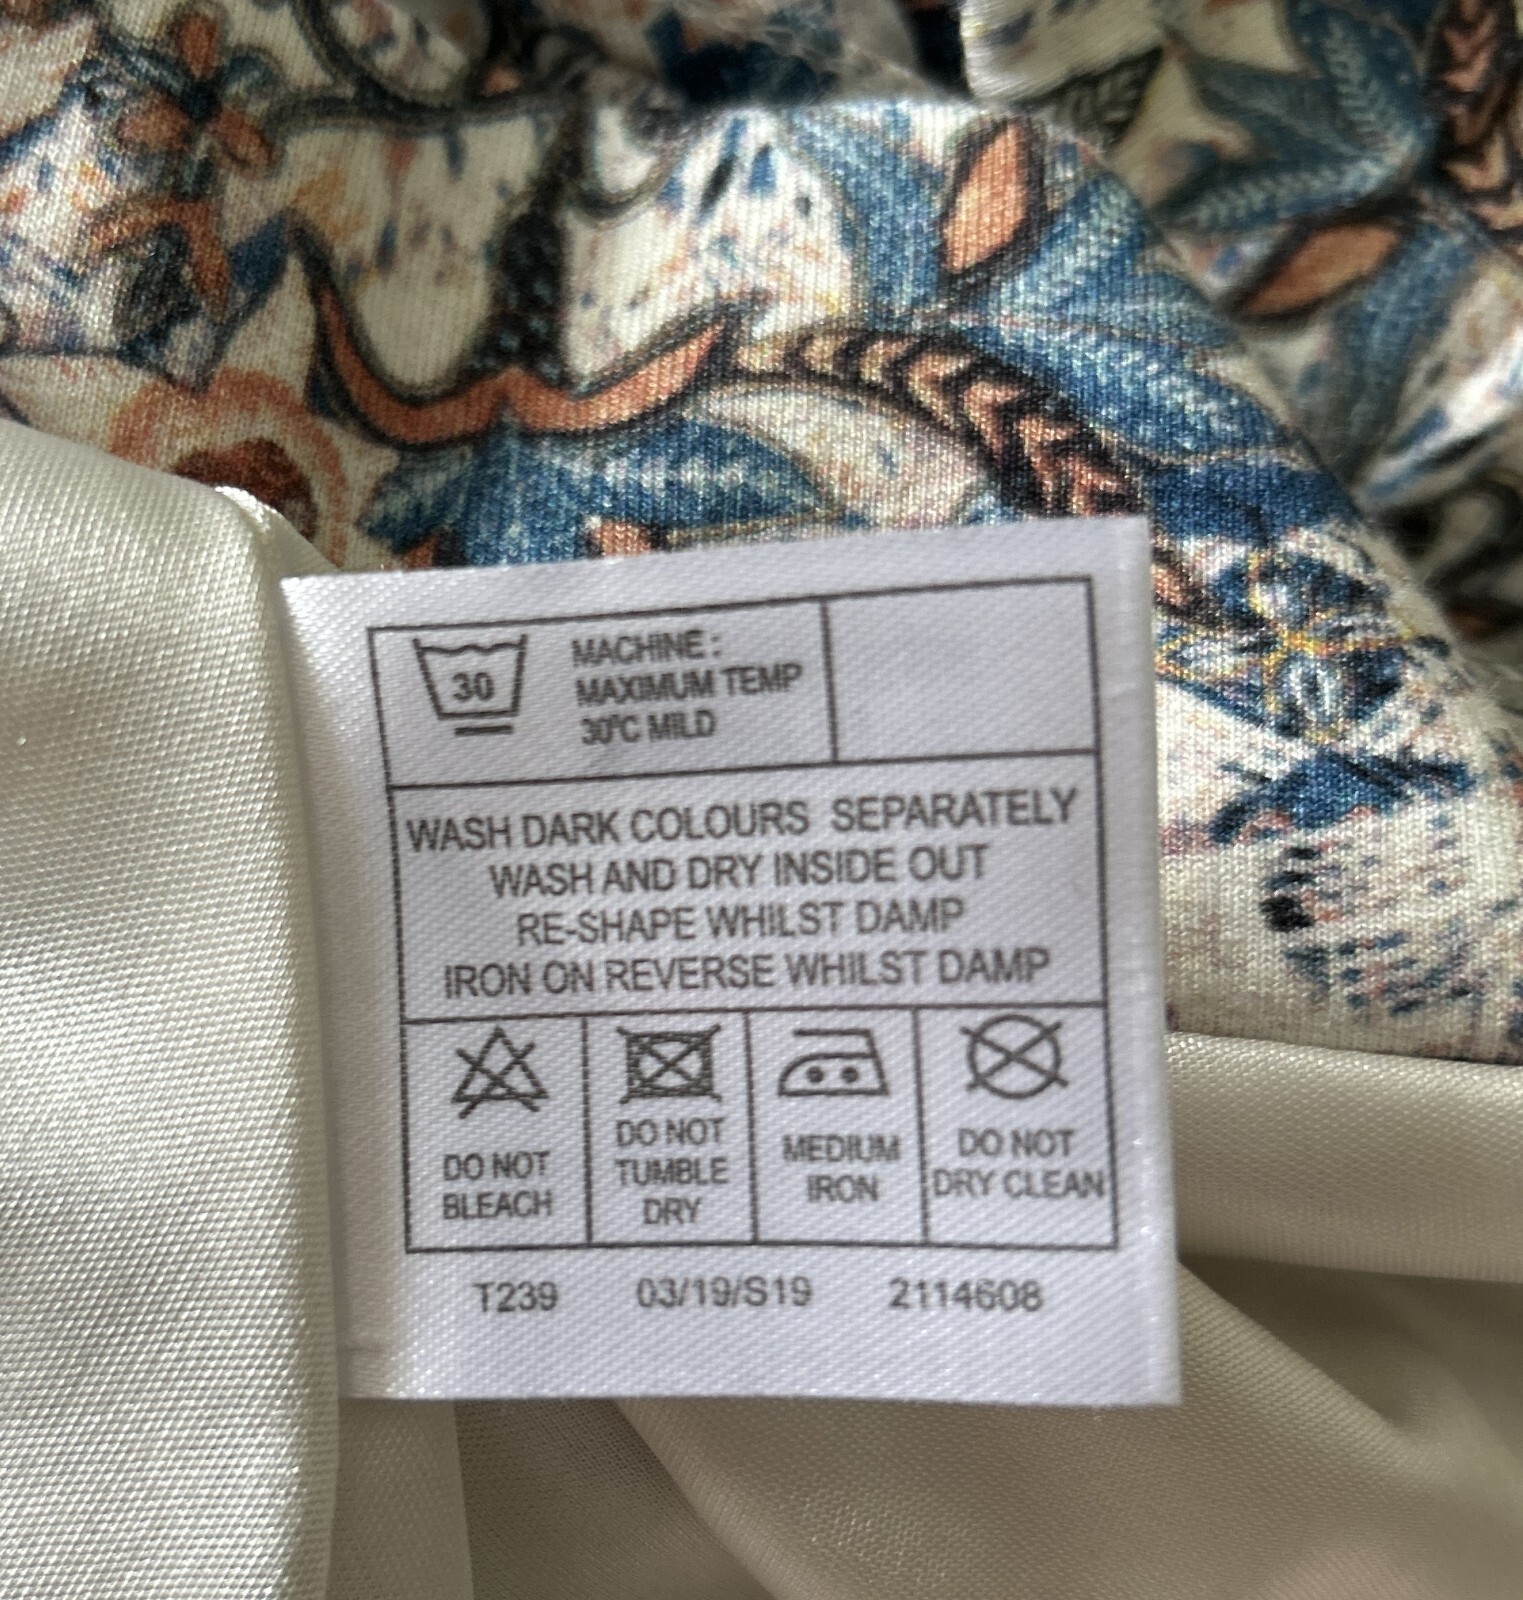 30
MACHINE :
MAXIMUM TEMP
30°C MILD
WASH DARK COLOURS SEPARATELY
WASH AND DRY INSIDE OUT
RE-SHAPE WHILST DAMP
IRON ON REVERSE WHILST DAMP
DO NOT
BLEACH
DO NOT
TUMBLE
DRY
MEDIUM
IRON
DO NOT
DRY CLEAN
T239 03/19/S19 2114608